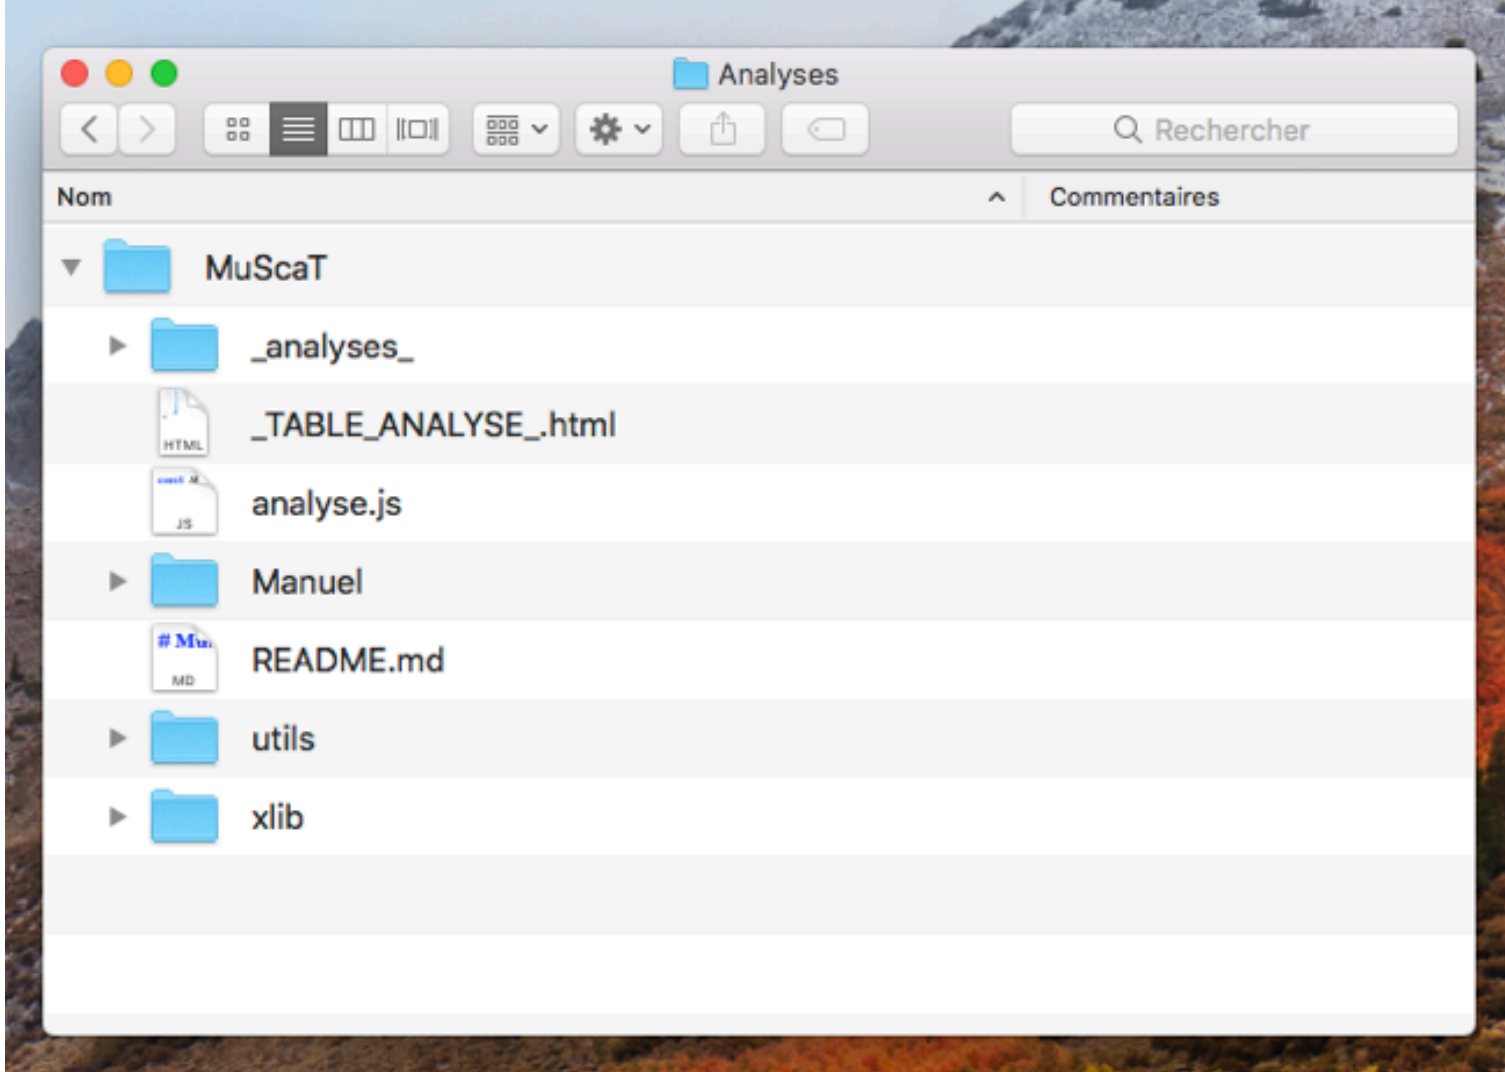 Analyses
Rechercher
Nom Commentaires
MuScaT
_analyses_
HTML _TABLE_ANALYSE_.html
JS analyse.js
Manuel
# Mu
MD README.md
utils
xlib